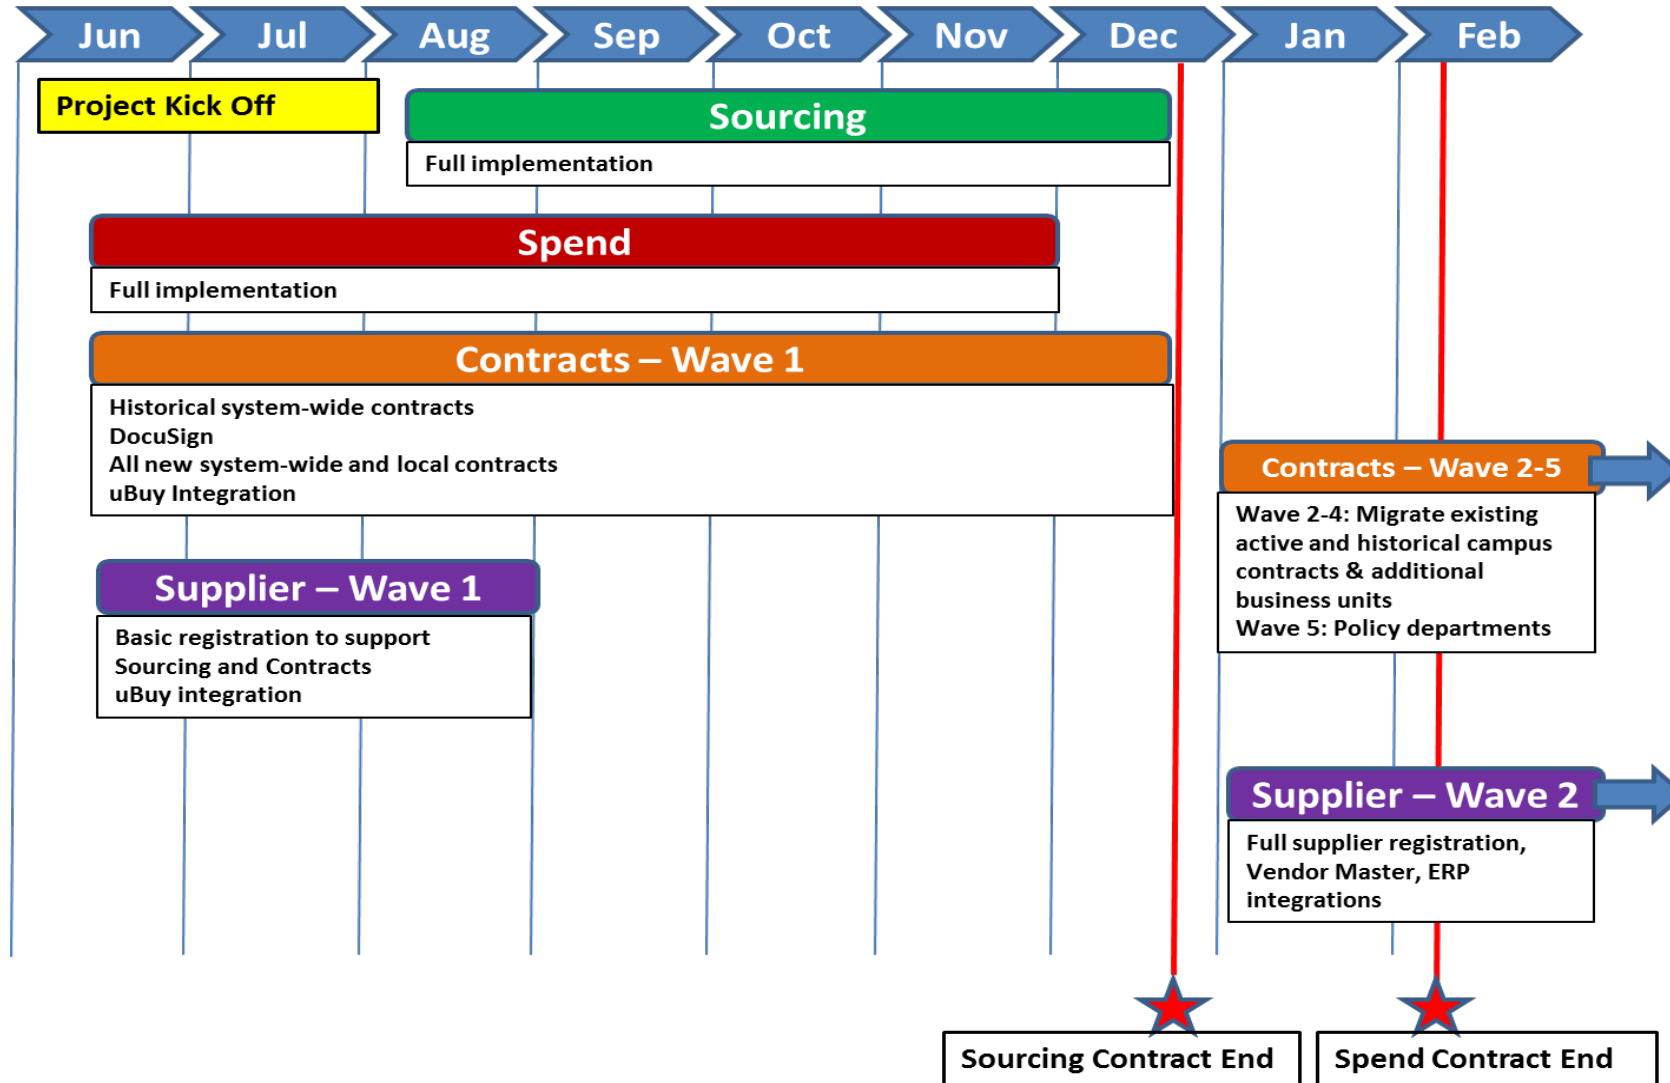 Jun Jul Aug Sep Oct Nov Dec Jan Feb
Project Kick Off
Sourcing
Full implementation
Spend
Full implementation
Contracts – Wave 1
Historical system-wide contracts
DocuSign
All new system-wide and local contracts
uBuy Integration
Contracts – Wave 2-5
Wave 2-4: Migrate existing
active and historical campus
contracts & additional
business units
Wave 5: Policy departments
Supplier – Wave 1
Basic registration to support
Sourcing and Contracts
uBuy integration
Supplier – Wave 2
Full supplier registration,
Vendor Master, ERP
integrations
Sourcing Contract End
Spend Contract End